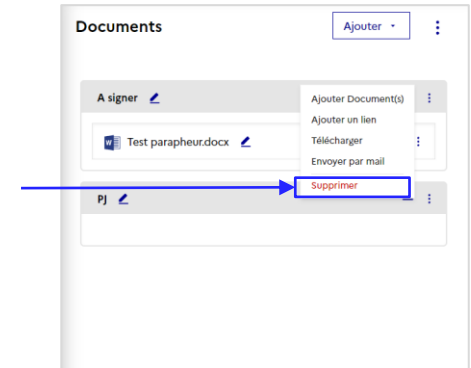 Documents
Ajouter
A signer
Ajouter Document(s)
Ajouter un lien
Test parapheur.docx
Télécharger
Envoyer par mail
Supprimer
PJ